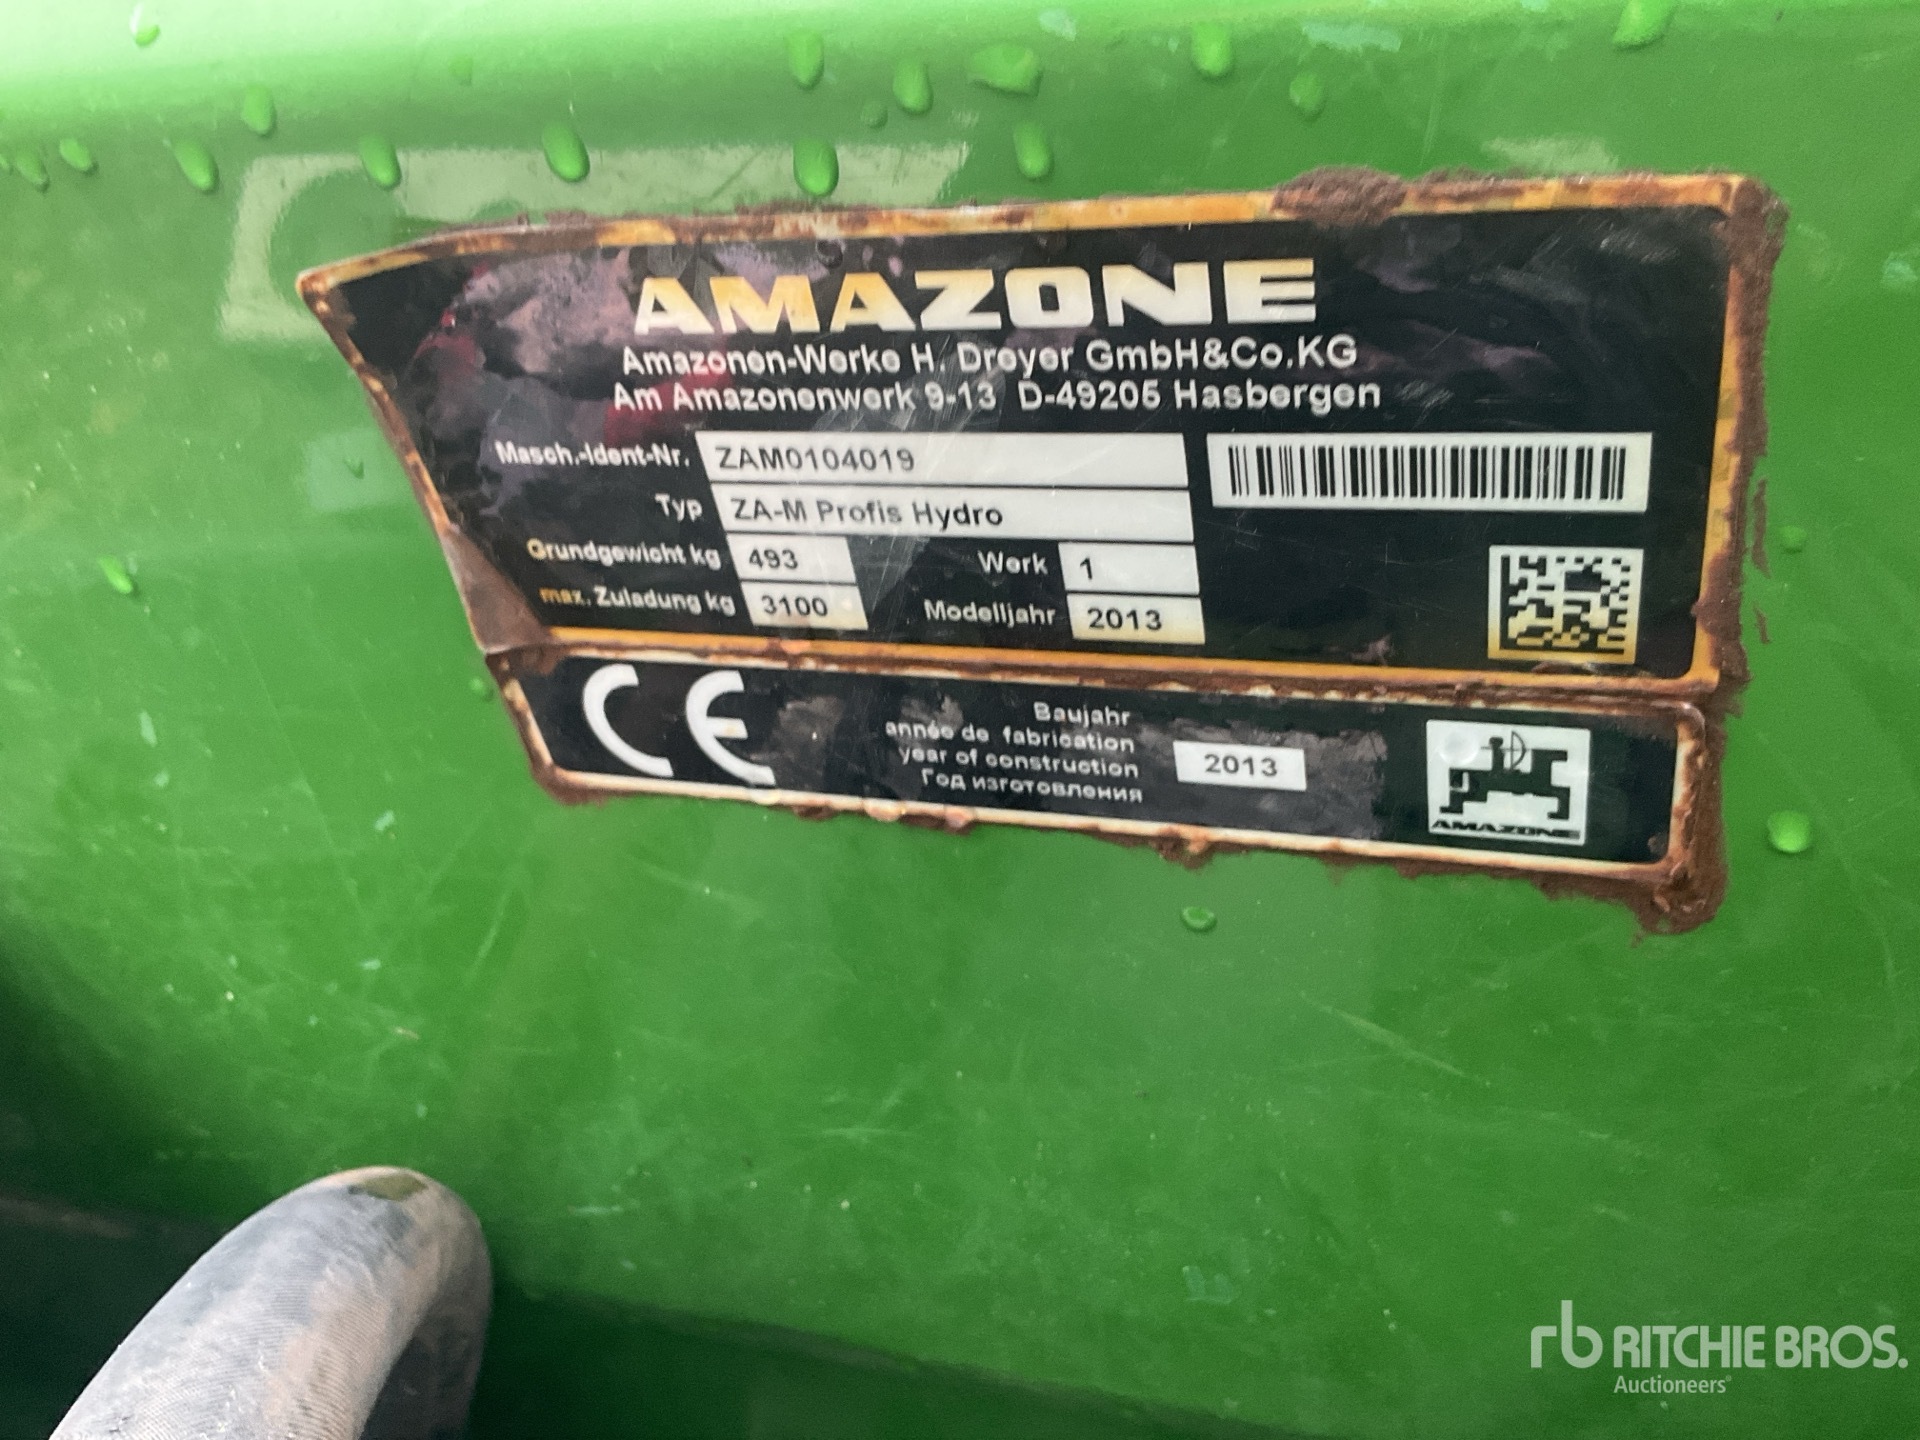 AMAZONE
Amazonen-Werke H. Dreyer GmbH&Co.KG
Am Amazonenwerk 9-13 D-49205 Hasbergen
Masch.-Ident-Nr. ZAM0104019
Typ ZA-M Profis Hydro
Grundgewicht kg 493 Werk 1
max. Zuladung kg 3100 Modelljahr 2013
CE
Baujahr
année de fabrication
year of construction 2013
Год изготовления
AMAZONE
rb RITCHIE BROS.
Auctioneers